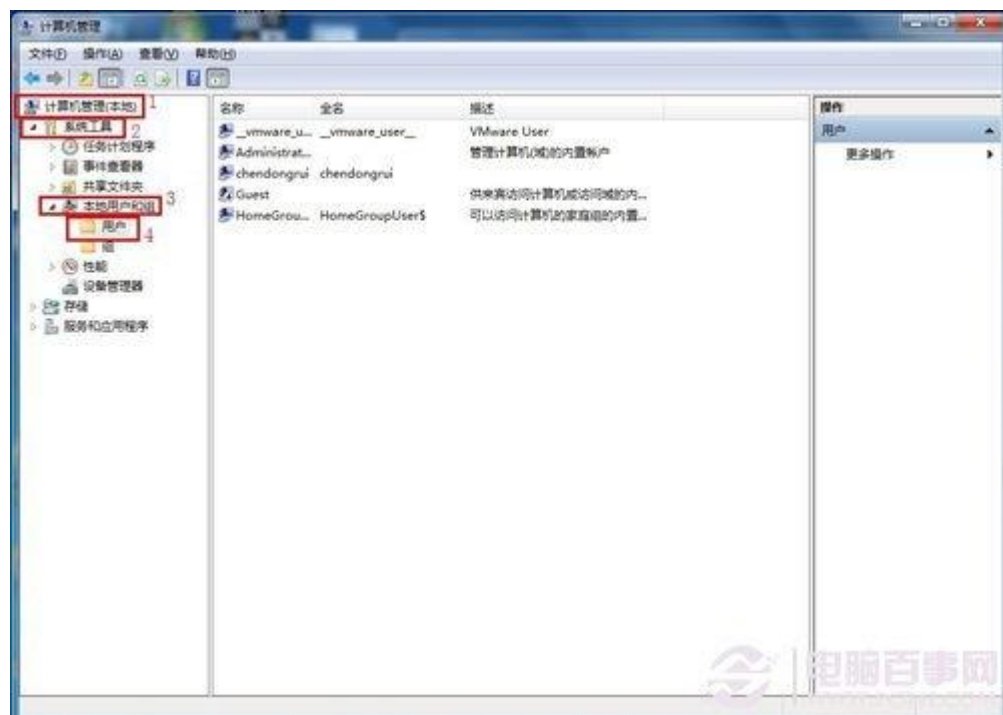 计算机管理
文件(F) 操作(A) 查看(V) 帮助(H)
计算机管理(本地) 1
系统工具 2
任务计划程序
事件查看器
共享文件夹
本地用户和组 3
用户 4
组
性能
设备管理器
存储
服务和应用程序
名称 全名 描述
__vmware_u... __vmware_user__ VMware User
Administrat... 管理计算机(域)的内置帐户
chendongrui chendongrui
Guest 供来宾访问计算机或访问域的内...
HomeGrou... HomeGroupUser$ 可以访问计算机的家庭组的内置...
操作
用户
更多操作
电脑百事网